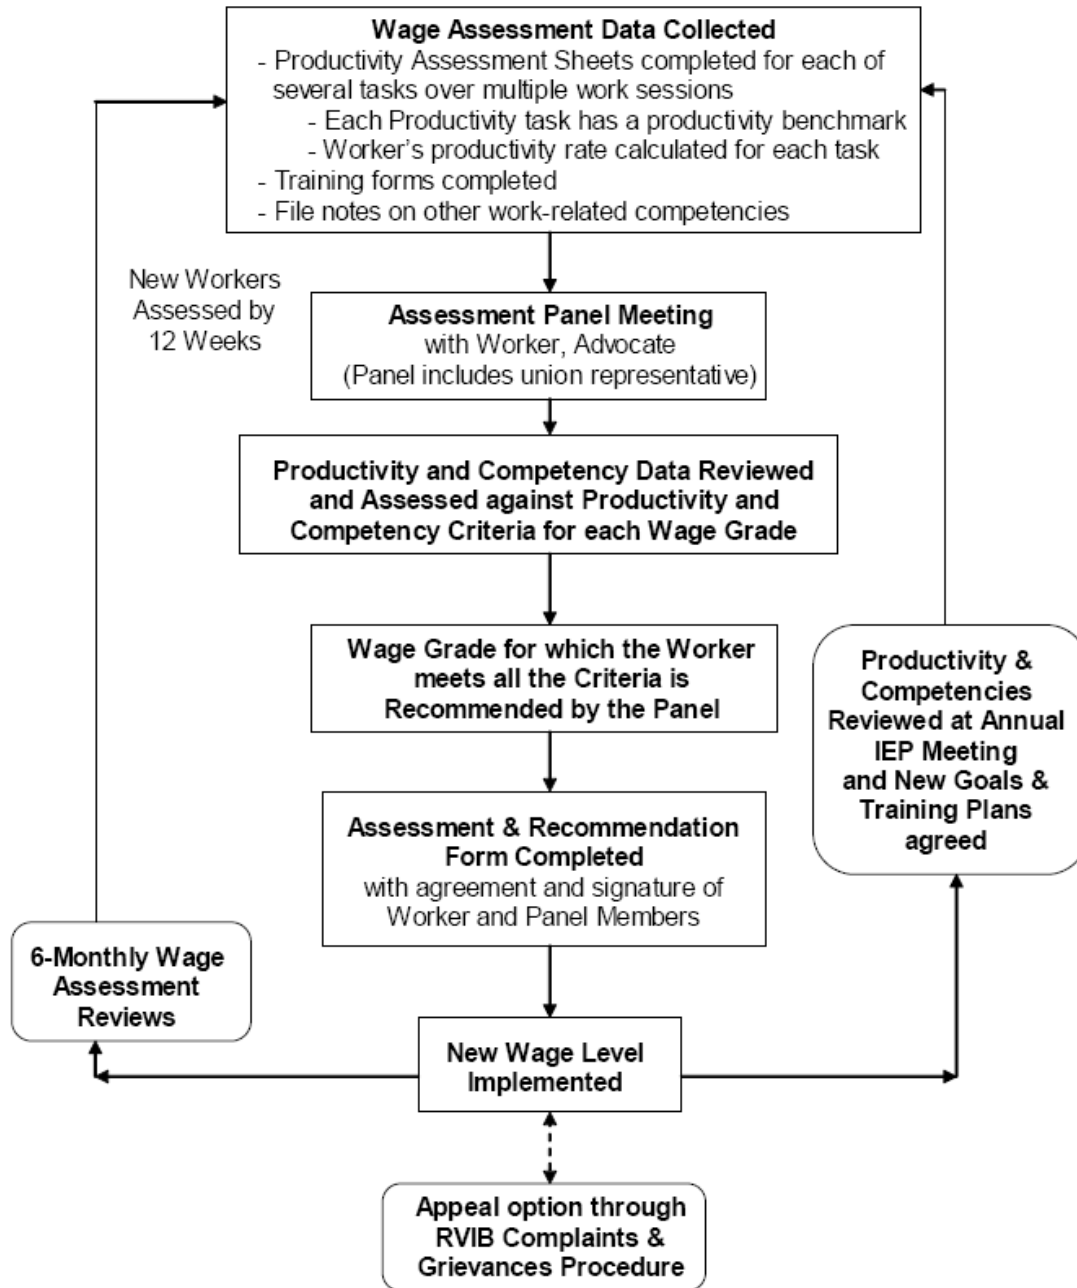 Wage Assessment Data Collected
- Productivity Assessment Sheets completed for each of
several tasks over multiple work sessions
- Each Productivity task has a productivity benchmark
- Worker's productivity rate calculated for each task
- Training forms completed
- File notes on other work-related competencies
New Workers
Assessed by
12 Weeks
Assessment Panel Meeting
with Worker, Advocate
(Panel includes union representative)
Productivity and Competency Data Reviewed
and Assessed against Productivity and
Competency Criteria for each Wage Grade
Wage Grade for which the Worker
meets all the Criteria is
Recommended by the Panel
Productivity &
Competencies
Reviewed at Annual
IEP Meeting
and New Goals &
Training Plans
agreed
Assessment & Recommendation
Form Completed
with agreement and signature of
Worker and Panel Members
6-Monthly Wage
Assessment
Reviews
New Wage Level
Implemented
Appeal option through
RVIB Complaints &
Grievances Procedure